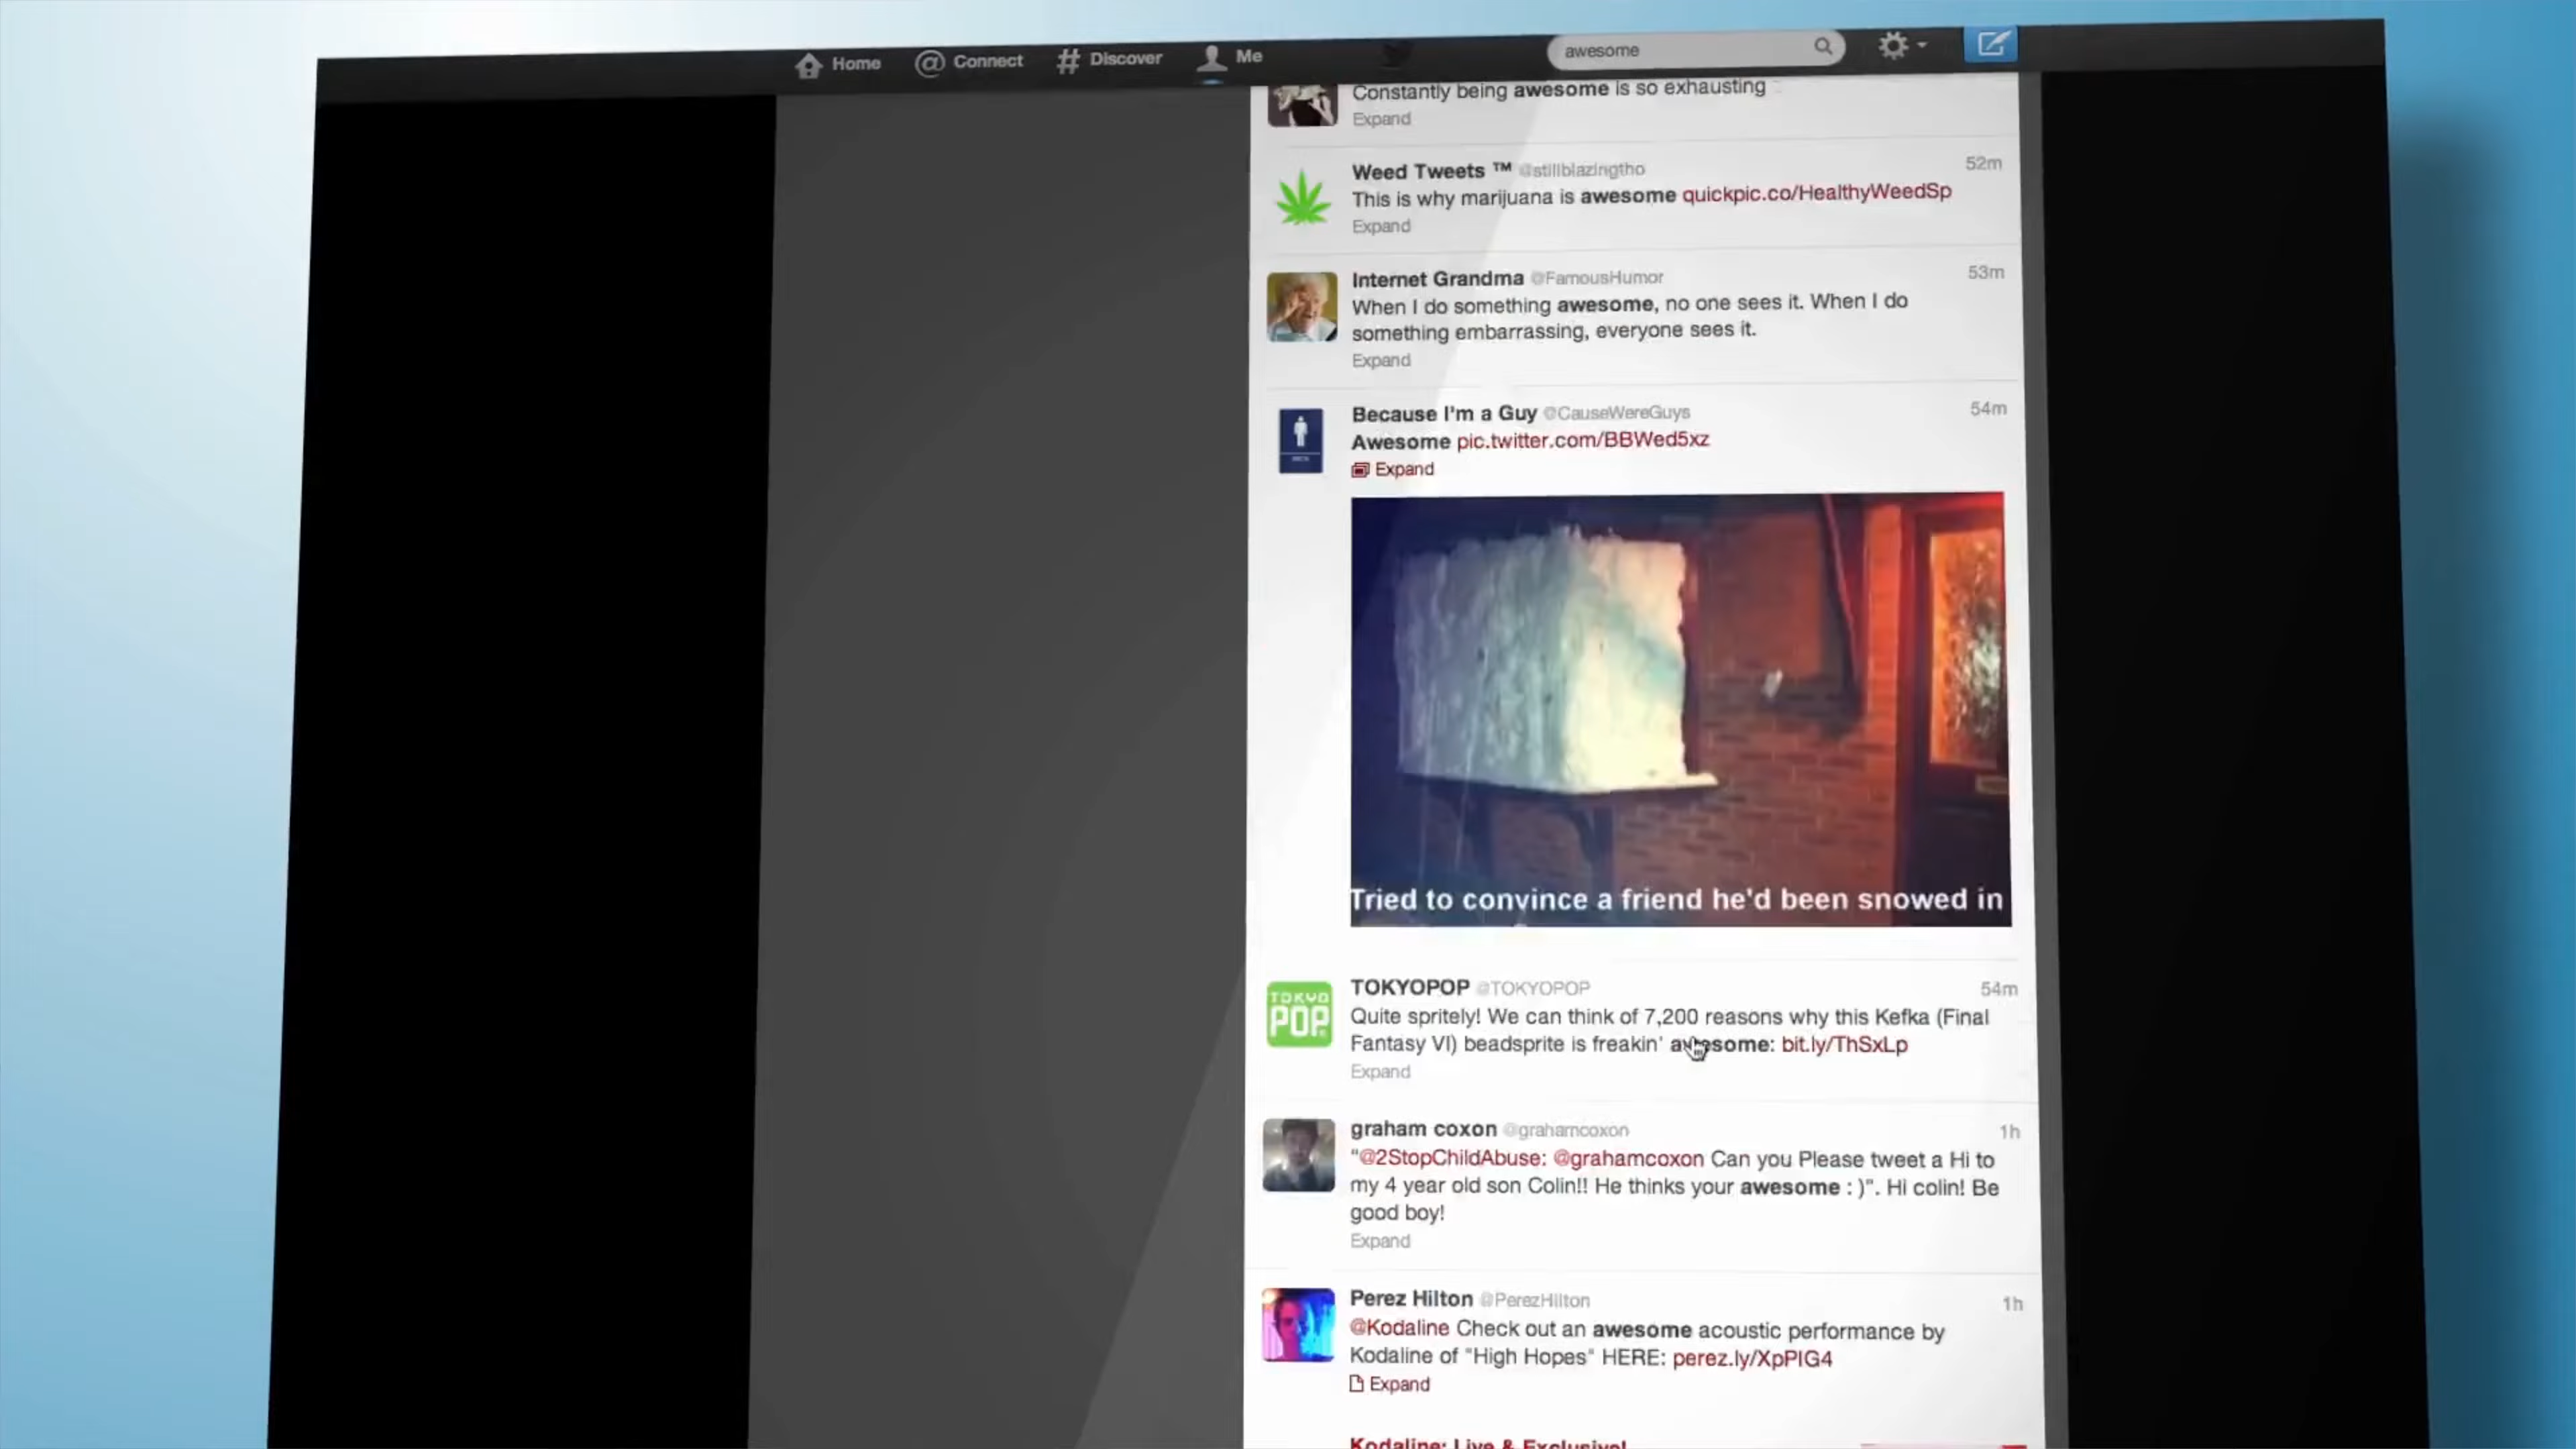 Home
Connect
Discover
Me
awesome
Constantly being awesome is so exhausting
Expand
Weed Tweets ™ @stillblazingtho 52m
This is why marijuana is awesome quickpic.co/HealthyWeedSp
Expand
Internet Grandma @FamousHumor 53m
When I do something awesome, no one sees it. When I do
something embarrassing, everyone sees it.
Expand
Because I'm a Guy @CauseWereGuys 54m
Awesome pic.twitter.com/BBWed5xz
Expand
Tried to convince a friend he'd been snowed in
TOKYOPOP @TOKYOPOP 54m
TOKYO
POP
Quite spritely! We can think of 7,200 reasons why this Kefka (Final
Fantasy VI) beadsprite is freakin' awesome: bit.ly/ThSxLp
Expand
graham coxon @grahamcoxon 1h
"@2StopChildAbuse: @grahamcoxon Can you Please tweet a Hi to
my 4 year old son Colin!! He thinks your awesome : )". Hi colin! Be
good boy!
Expand
Perez Hilton @PerezHilton 1h
@Kodaline Check out an awesome acoustic performance by
Kodaline of "High Hopes" HERE: perez.ly/XpPIG4
Expand
Kodaline: Live & Exclusive!